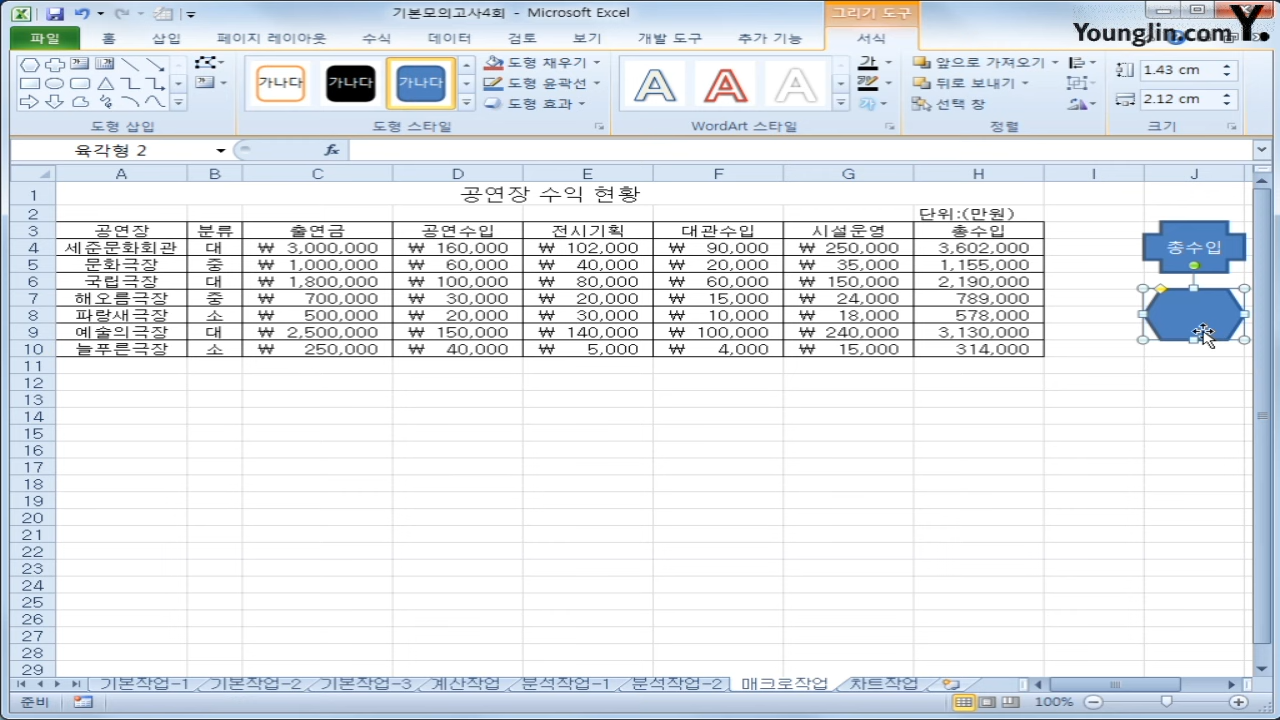 기본모의고사4회 - Microsoft Excel
그리기 도구
Younglin.com Y.
파일 홈 삽입 페이지 레이아웃 수식 데이터 검토 보기 개발 도구 추가 기능 서식
가나다 가나다 가나다
도형 채우기
도형 윤곽선
도형 효과
A A A
가
앞으로 가져오기
뒤로 보내기
선택 창
1.43 cm
2.12 cm
도형 삽입 도형 스타일 WordArt 스타일 정렬 크기
육각형 2 fx
A B C D E F G H I J
1 공연장 수익 현황
2 단위:(만원)
3 공연장 분류 출연금 공연수입 전시기획 대관수입 시설운영 총수입
4 세준문화회관 대 ₩ 3,000,000 ₩ 160,000 ₩ 102,000 ₩ 90,000 ₩ 250,000 3,602,000 총수입
5 문화극장 중 ₩ 1,000,000 ₩ 60,000 ₩ 40,000 ₩ 20,000 ₩ 35,000 1,155,000
6 국립극장 대 ₩ 1,800,000 ₩ 100,000 ₩ 80,000 ₩ 60,000 ₩ 150,000 2,190,000
7 해오름극장 중 ₩ 700,000 ₩ 30,000 ₩ 20,000 ₩ 15,000 ₩ 24,000 789,000
8 파랑새극장 소 ₩ 500,000 ₩ 20,000 ₩ 30,000 ₩ 10,000 ₩ 18,000 578,000
9 예술의극장 대 ₩ 2,500,000 ₩ 150,000 ₩ 140,000 ₩ 100,000 ₩ 240,000 3,130,000
10 늘푸른극장 소 ₩ 250,000 ₩ 40,000 ₩ 5,000 ₩ 4,000 ₩ 15,000 314,000
11
12
13
14
15
16
17
18
19
20
21
22
23
24
25
26
27
28
29
기본작업-1 기본작업-2 기본작업-3 계산작업 분석작업-1 분석작업-2 매크로작업 차트작업
준비 100%